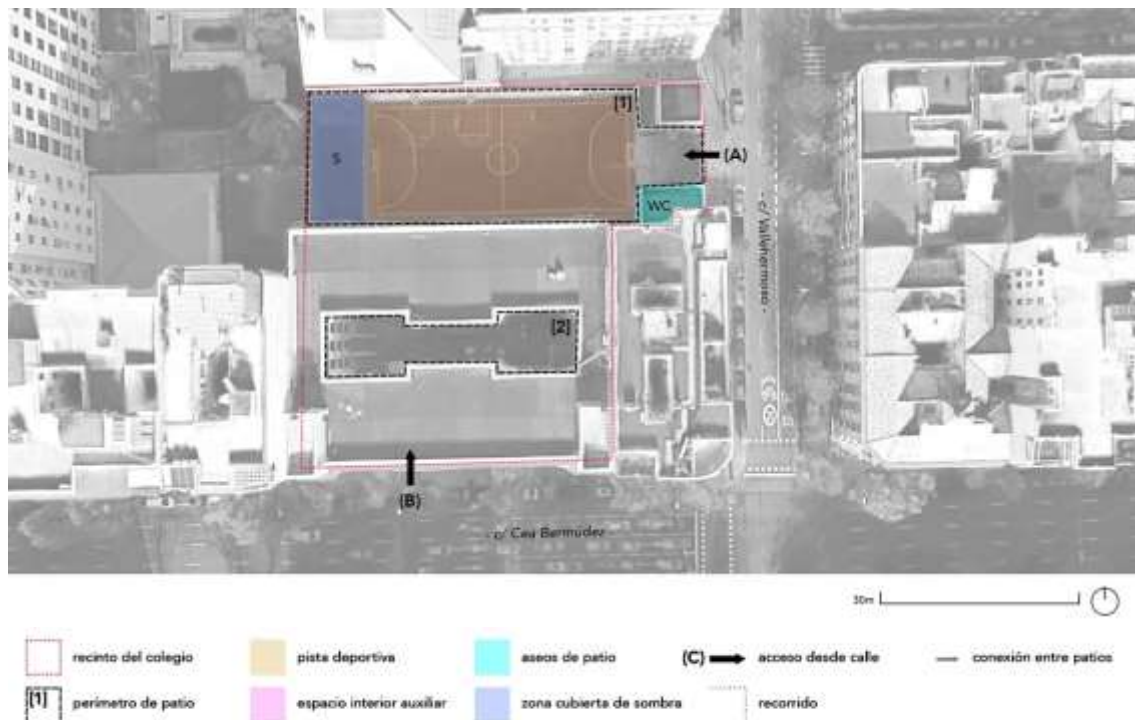 [1]
S
(A)
WC
- c/ Vallehermoso -
[2]
(B)
- c/ Cea Bermúdez -
30m
recinto del colegio
pista deportiva
aseos de patio
(C) acceso desde calle
conexión entre patios
[1] perímetro de patio
espacio interior auxiliar
zona cubierta de sombra
recorrido